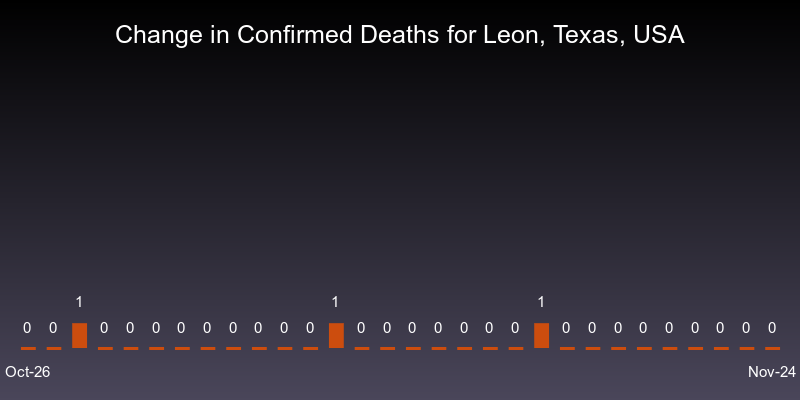 Change in Confirmed Deaths for Leon, Texas, USA
1 1 1
0 0 0 0 0 0 0 0 0 0 0 0 0 0 0 0 0 0 0 0 0 0 0 0 0 0 0
Oct-26 Nov-24